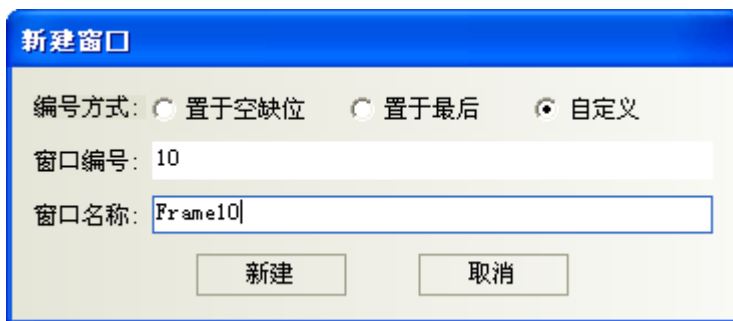 新建窗口
编号方式: 置于空缺位 置于最后 自定义
窗口编号: 10
窗口名称: Frame10
新建 取消